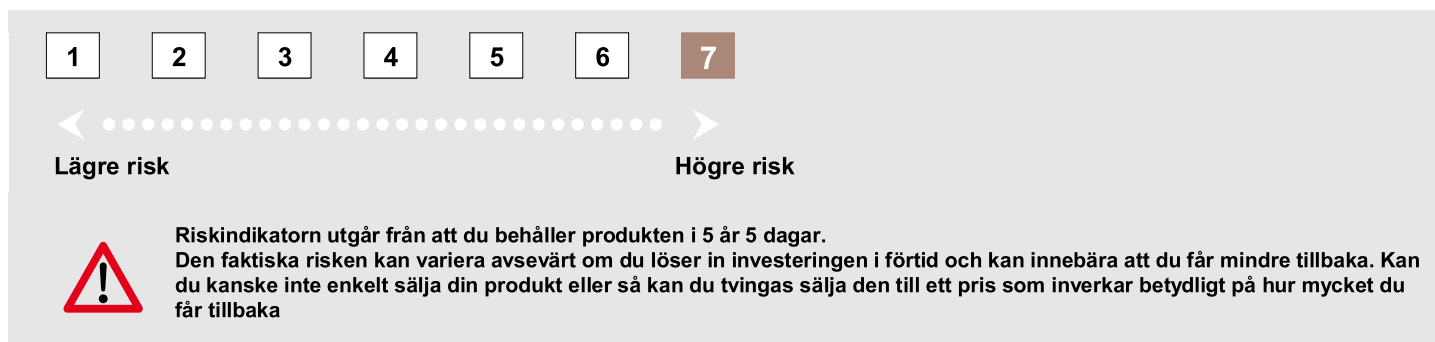 1 2 3 4 5 6 7
Lägre risk Högre risk
Riskindikatorn utgår från att du behåller produkten i 5 år 5 dagar.
Den faktiska risken kan variera avsevärt om du löser in investeringen i förtid och kan innebära att du får mindre tillbaka. Kan
du kanske inte enkelt sälja din produkt eller så kan du tvingas sälja den till ett pris som inverkar betydligt på hur mycket du
får tillbaka